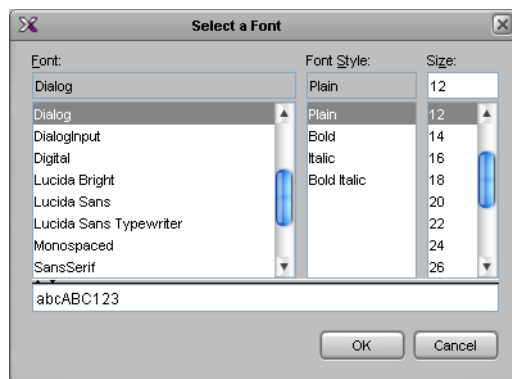 Select a Font
Font: Font Style: Size:
Dialog Plain 12
Dialog Plain 12
DialogInput Bold 14
Digital Italic 16
Lucida Bright Bold Italic 18
Lucida Sans 20
Lucida Sans Typewriter 22
Monospaced 24
SansSerif 26
abcABC123
OK Cancel